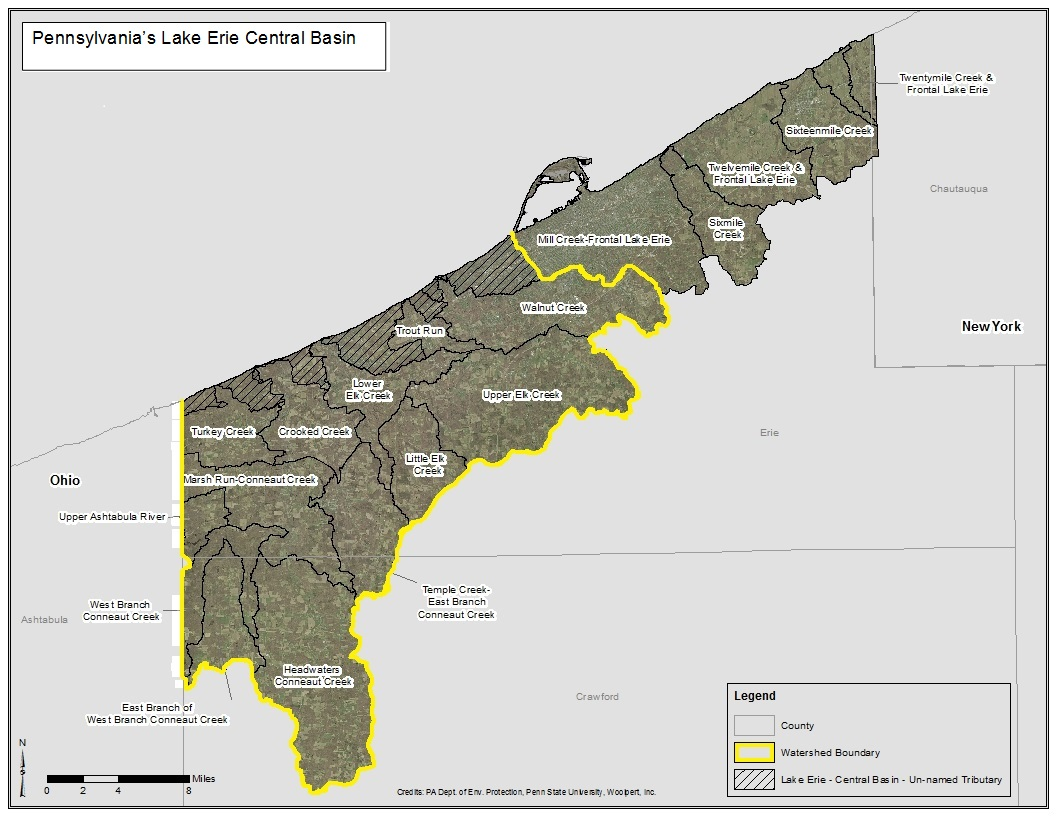 Pennsylvania's Lake Erie Central Basin
Twentymile Creek &
Frontal Lake Erie
Sixteenmile Creek
Twelvemile Creek &
Frontal Lake Erie
Chautauqua
Sixmile
Creek
Mill Creek-Frontal Lake Erie
Walnut Creek
New York
Trout Run
Lower
Elk Creek
Upper Elk Creek
Turkey Creek
Crooked Creek
Erie
Little Elk
Creek
Ohio
Marsh Run-Conneaut Creek
Upper Ashtabula River
Temple Creek-
East Branch
Conneaut Creek
West Branch
Conneaut Creek
Ashtabula
Headwaters
Conneaut Creek
Crawford
East Branch of
West Branch Conneaut Creek
Legend
County
Watershed Boundary
Lake Erie - Central Basin - Un-named Tributary
N
S
Miles
0 2 4 8
Credits: PA Dept. of Env. Protection, Penn State University, Woolpert, Inc.